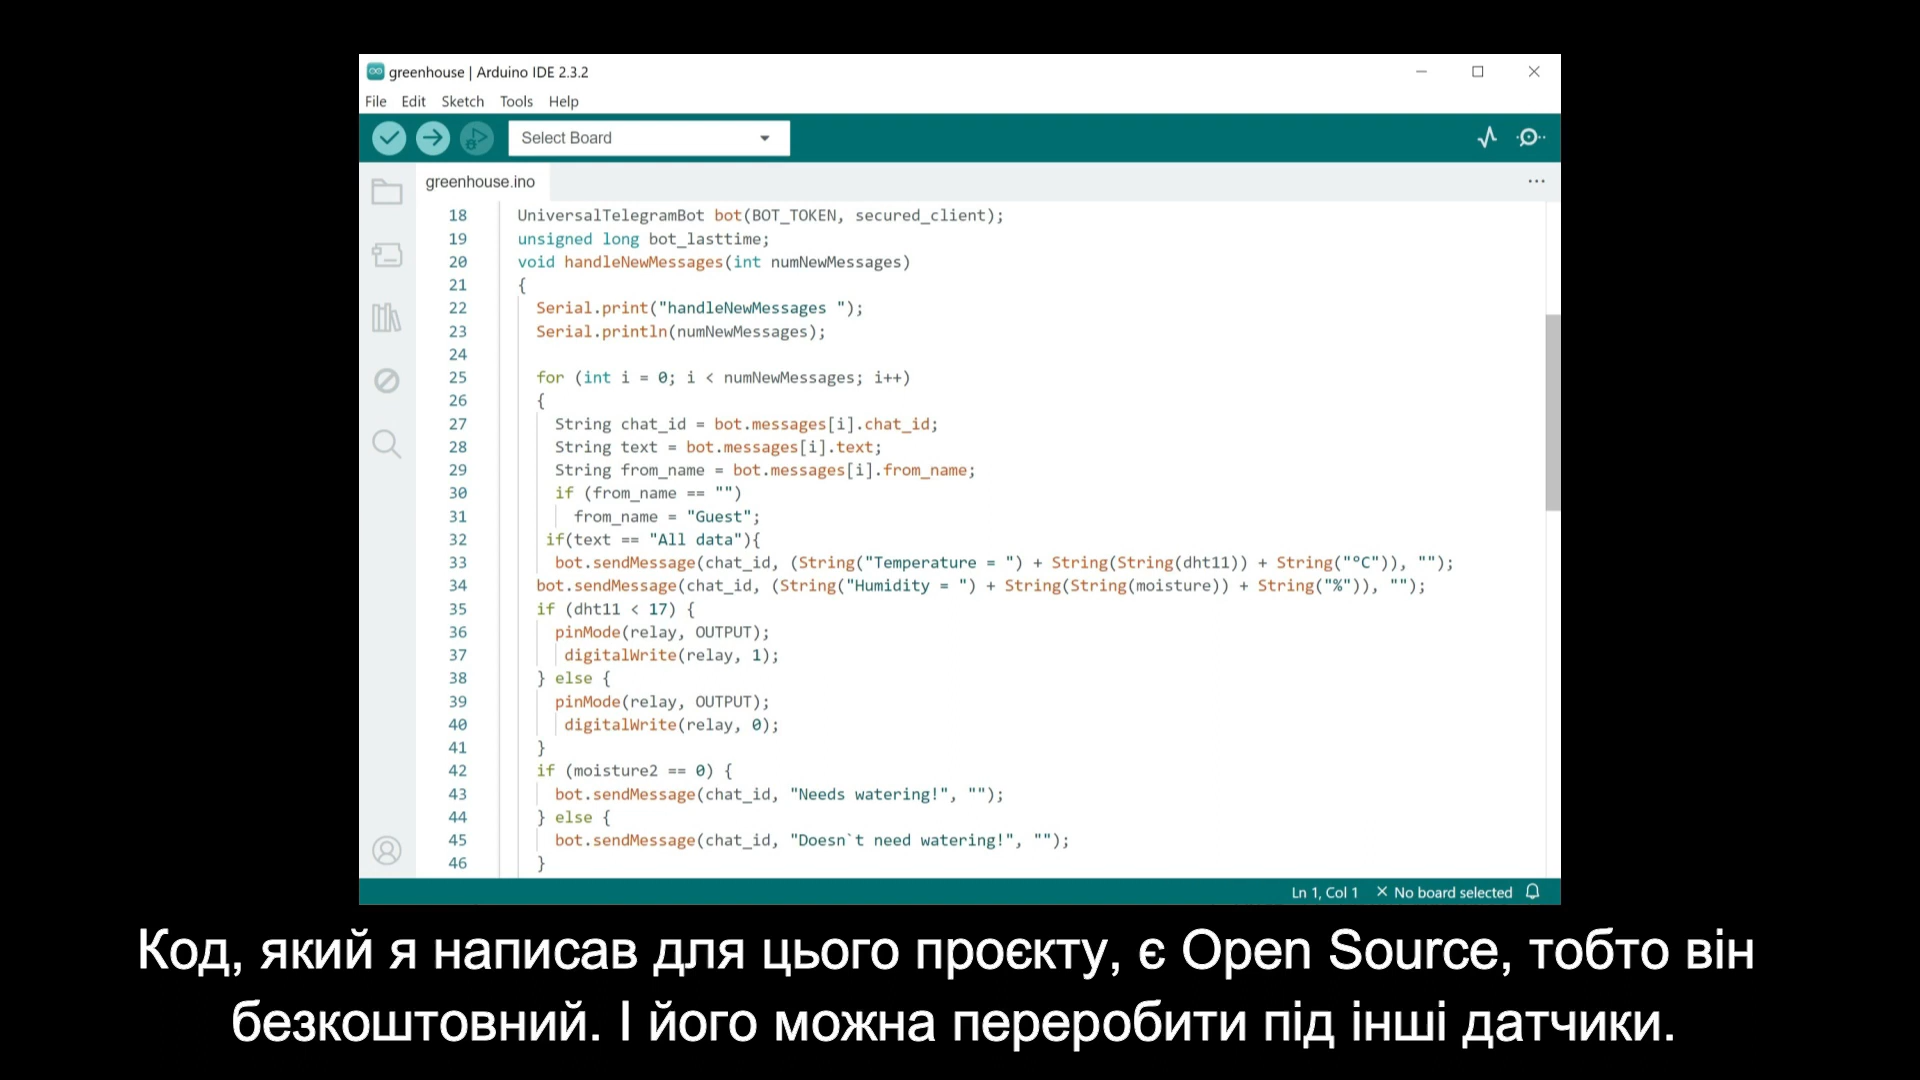 greenhouse | Arduino IDE 2.3.2
File Edit Sketch Tools Help
Select Board
greenhouse.ino
18 UniversalTelegramBot bot(BOT_TOKEN, secured_client);
19 unsigned long bot_lasttime;
20 void handleNewMessages(int numNewMessages)
21 {
22 Serial.print("handleNewMessages ");
23 Serial.println(numNewMessages);
24
25 for (int i = 0; i < numNewMessages; i++)
26 {
27 String chat_id = bot.messages[i].chat_id;
28 String text = bot.messages[i].text;
29 String from_name = bot.messages[i].from_name;
30 if (from_name == "")
31 from_name = "Guest";
32 if(text == "All data"){
33 bot.sendMessage(chat_id, (String("Temperature = ") + String(String(dht11)) + String("ºC")), "");
34 bot.sendMessage(chat_id, (String("Humidity = ") + String(String(moisture)) + String("%")), "");
35 if (dht11 < 17) {
36 pinMode(relay, OUTPUT);
37 digitalWrite(relay, 1);
38 } else {
39 pinMode(relay, OUTPUT);
40 digitalWrite(relay, 0);
41 }
42 if (moisture2 == 0) {
43 bot.sendMessage(chat_id, "Needs watering!", "");
44 } else {
45 bot.sendMessage(chat_id, "Doesn`t need watering!", "");
46 }
Ln 1, Col 1 × No board selected
Код, який я написав для цього проєкту, є Open Source, тобто він
безкоштовний. І його можна переробити під інші датчики.